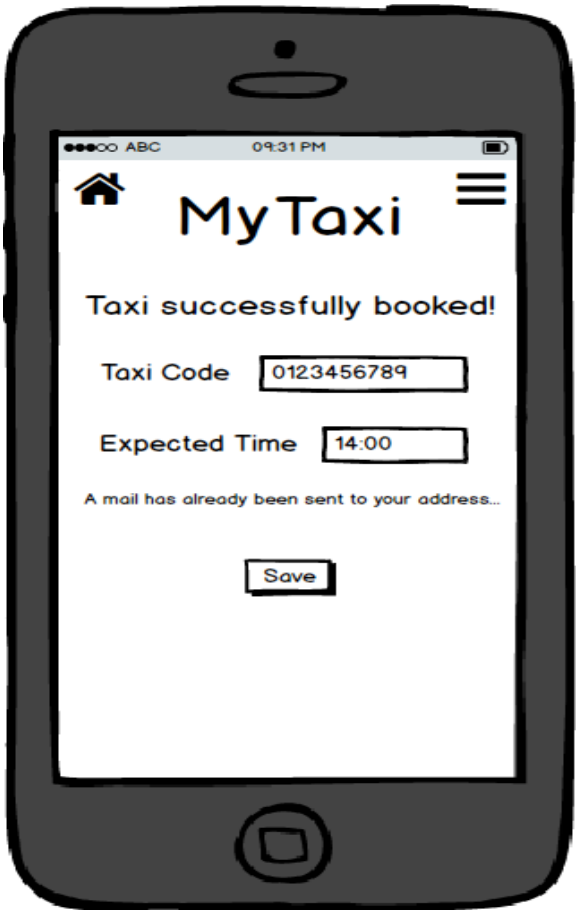 ABC 09:31 PM
MyTaxi
Taxi successfully booked!
Taxi Code 0123456789
Expected Time 14:00
A mail has already been sent to your address...
Save